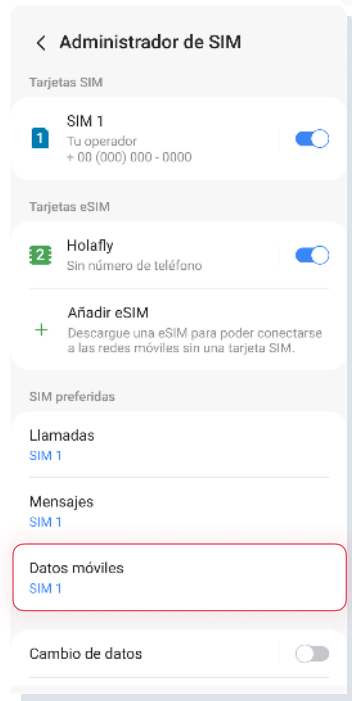 Administrador de SIM
Tarjetas SIM
SIM 1
1
Tu operador
+ 00 (000) 000 - 0000
Tarjetas eSIM
Holafly
2
Sin número de teléfono
Añadir eSIM
Descargue una eSIM para poder conectarse
a las redes móviles sin una tarjeta SIM.
SIM preferidas
Llamadas
SIM 1
Mensajes
SIM 1
Datos móviles
SIM 1
Cambio de datos